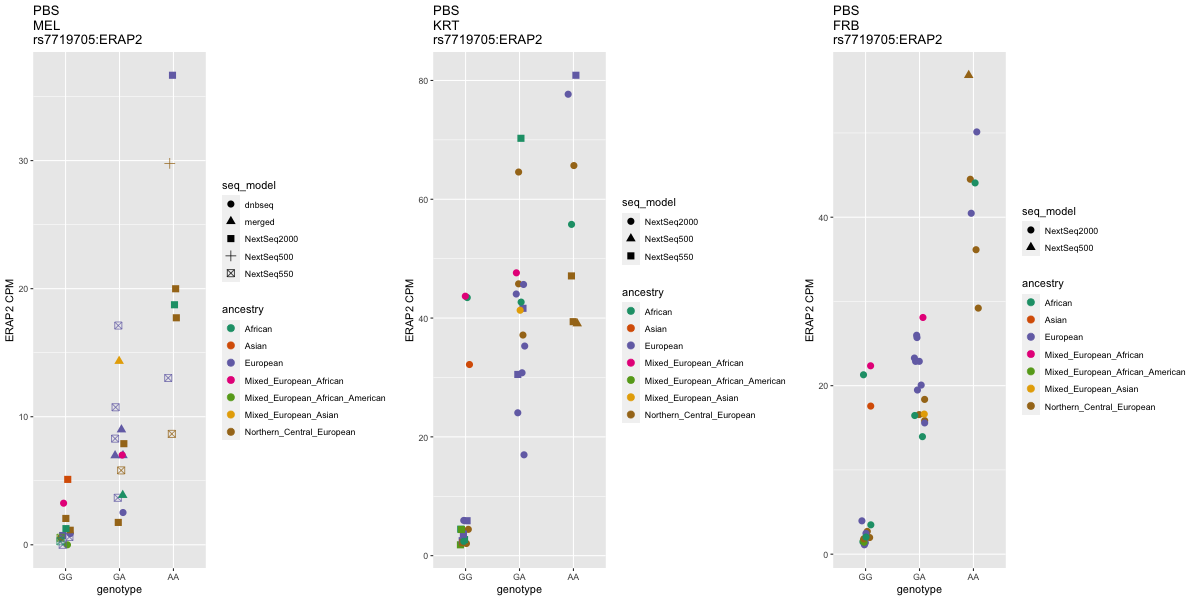 PBS
MEL
rs7719705:ERAP2
ERAP2 CPM
30
20
10
0
GG
GA
AA
genotype
seq_model
dnbseq
merged
NextSeq2000
NextSeq500
NextSeq550
ancestry
African
Asian
European
Mixed_European_African
Mixed_European_African_American
Mixed_European_Asian
Northern_Central_European
PBS
KRT
rs7719705:ERAP2
ERAP2 CPM
80
60
40
20
0
GG
GA
AA
genotype
seq_model
NextSeq2000
NextSeq500
NextSeq550
ancestry
African
Asian
European
Mixed_European_African
Mixed_European_African_American
Mixed_European_Asian
Northern_Central_European
PBS
FRB
rs7719705:ERAP2
ERAP2 CPM
40
20
0
GG
GA
AA
genotype
seq_model
NextSeq2000
NextSeq500
ancestry
African
Asian
European
Mixed_European_African
Mixed_European_African_American
Mixed_European_Asian
Northern_Central_European